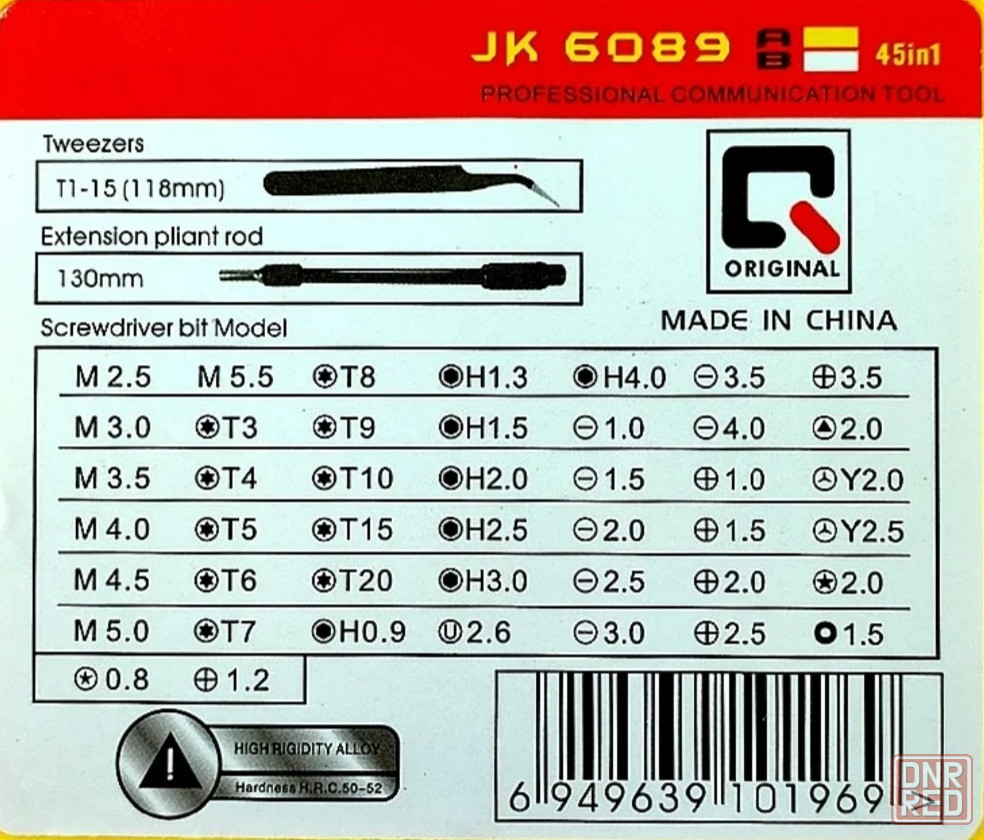 JK 6089 A B 45in1
PROFESSIONAL COMMUNICATION TOOL
Tweezers
T1-15 (118mm)
Extension pliant rod
130mm
ORIGINAL
MADE IN CHINA
Screwdriver bit Model
M 2.5 M 5.5 T8 H1.3 H4.0 ⊖3.5 ⊕3.5
M 3.0 T3 T9 H1.5 ⊖1.0 ⊖4.0 2.0
M 3.5 T4 T10 H2.0 ⊖1.5 ⊕1.0 Y2.0
M 4.0 T5 T15 H2.5 ⊖2.0 ⊕1.5 Y2.5
M 4.5 T6 T20 H3.0 ⊖2.5 ⊕2.0 2.0
M 5.0 T7 H0.9 U 2.6 ⊖3.0 ⊕2.5 1.5
0.8 ⊕1.2
HIGH RIGIDITY ALLOY
Hardness H.R.C.50-52
6 949639 101969 >
DNR
RED